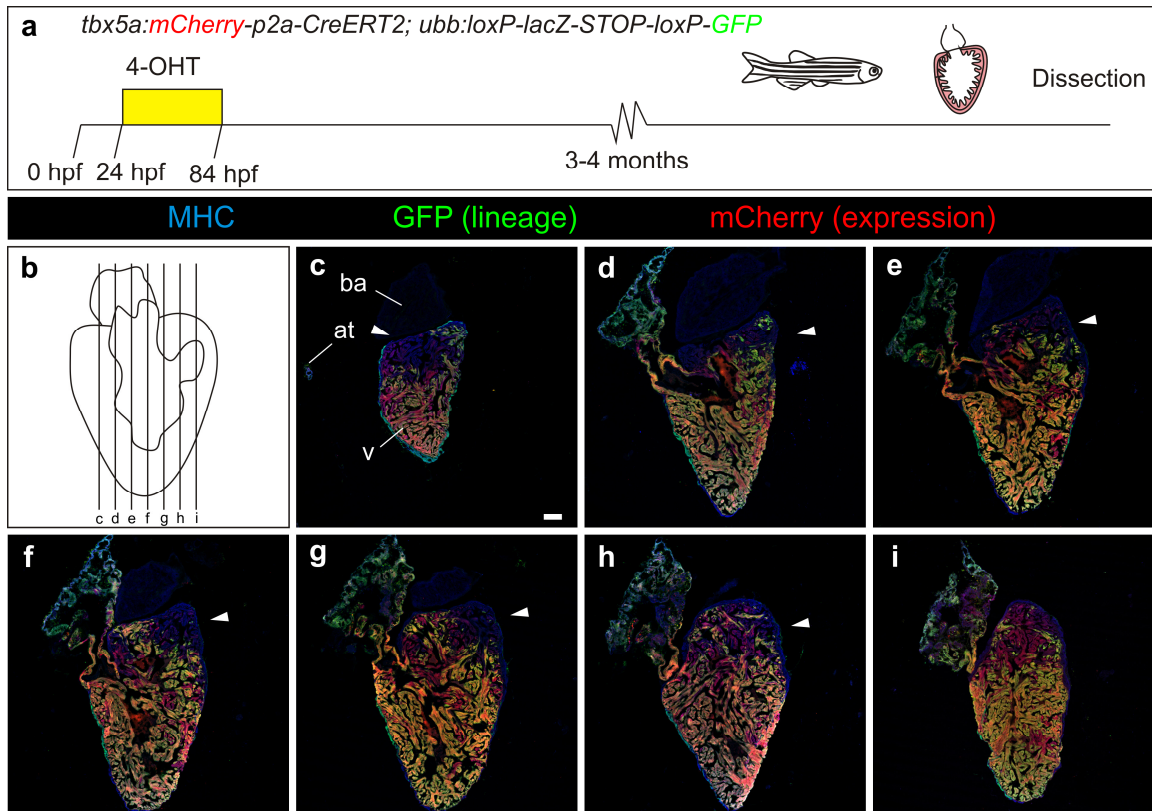 a
tbx5a:mCherry-p2a-CreERT2; ubb:loxP-lacZ-STOP-loxP-GFP
4-OHT
Dissection
0 hpf 24 hpf 84 hpf
3-4 months
MHC GFP (lineage) mCherry (expression)
b
c d e f g h i
c
ba
at
v
d
e
f
g
h
i